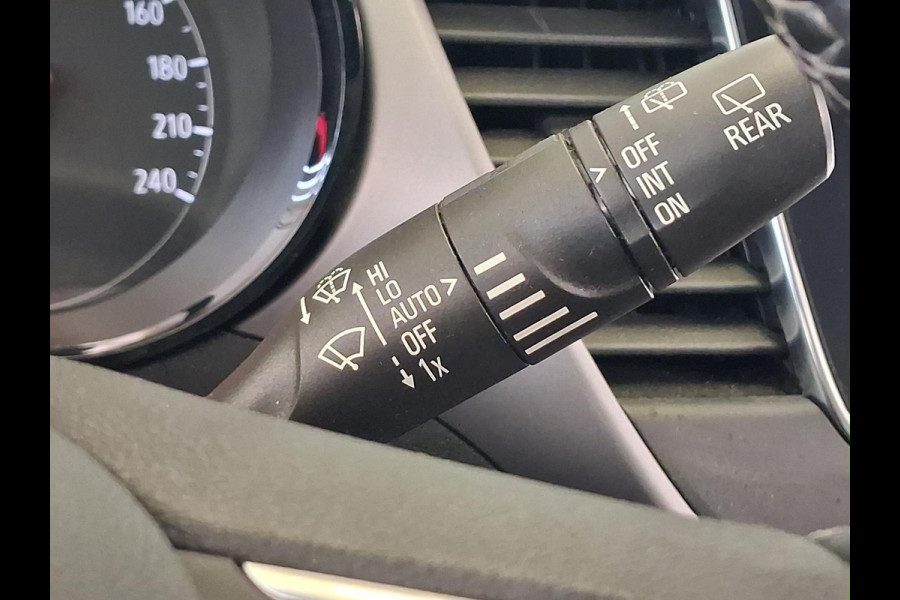 160
180
210
240
HI
LO
AUTO >
OFF
1x
>
OFF
INT
ON
REAR